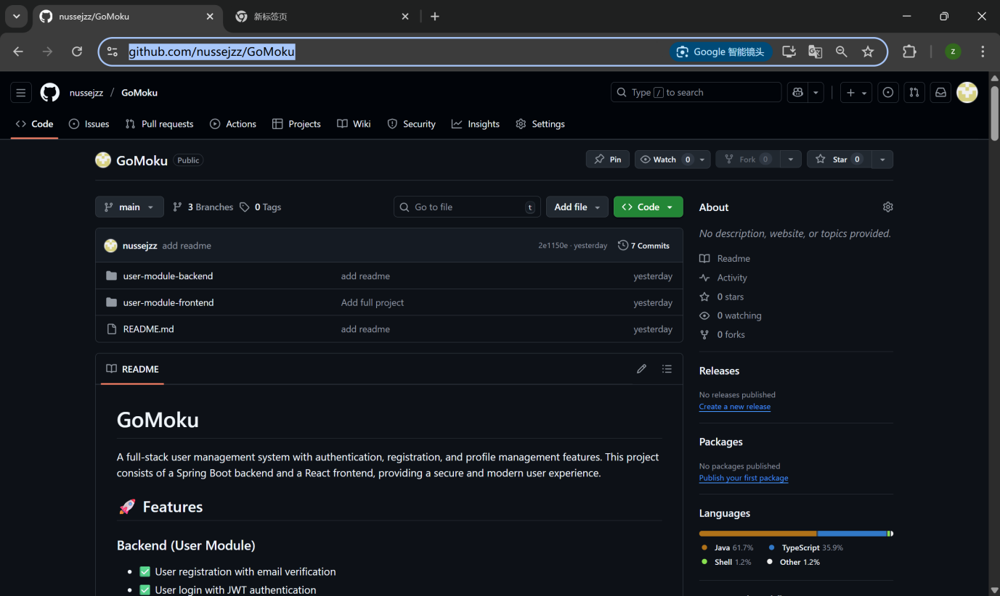 nussejzz/GoMoku
新标签页
github.com/nussejzz/GoMoku
Google 智能镜头
Z
nussejzz / GoMoku
Type / to search
Code Issues Pull requests Actions Projects Wiki Security Insights Settings
GoMoku Public
Pin Watch 0 Fork 0 Star 0
main 3 Branches 0 Tags
Go to file t Add file Code
nussejzz add readme 2e1150e · yesterday 7 Commits
user-module-backend add readme yesterday
user-module-frontend Add full project yesterday
README.md add readme yesterday
README
GoMoku
A full-stack user management system with authentication, registration, and profile management features. This project
consists of a Spring Boot backend and a React frontend, providing a secure and modern user experience.
🚀 Features
Backend (User Module)
• ✅ User registration with email verification
• ✅ User login with JWT authentication
About
No description, website, or topics provided.
Readme
Activity
0 stars
0 watching
0 forks
Releases
No releases published
Create a new release
Packages
No packages published
Publish your first package
Languages
Java 61.7% TypeScript 35.9%
Shell 1.2% Other 1.2%